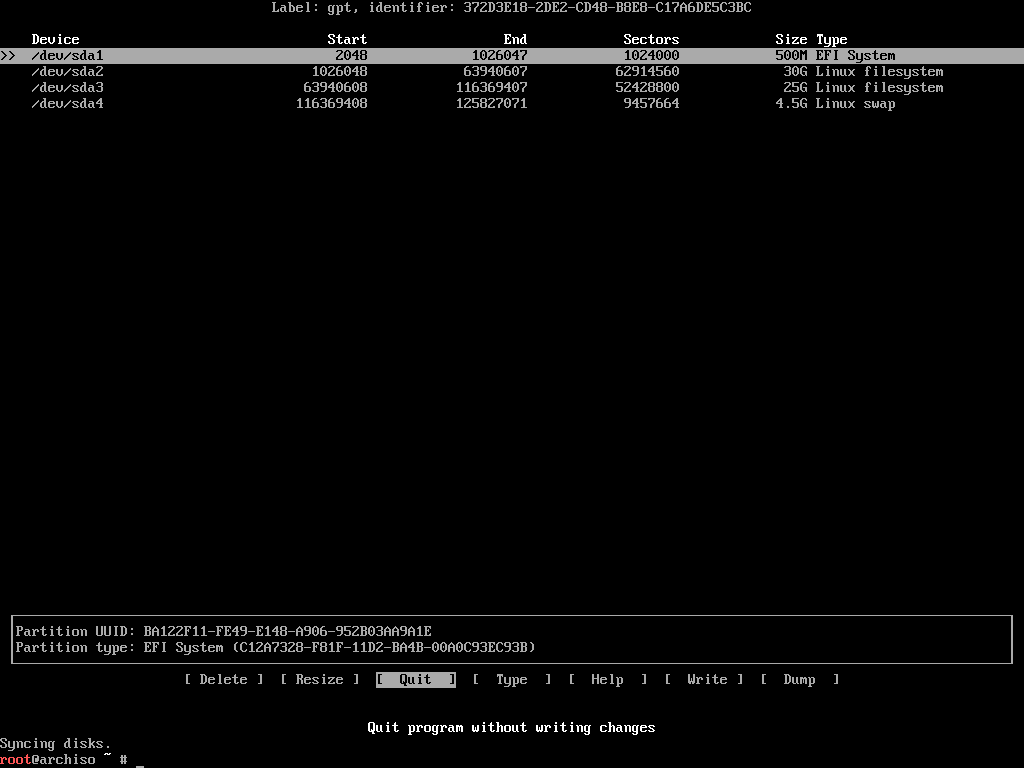 Label: gpt, identifier: 372D3E18-2DE2-CD48-B8E8-C17A6DE5C3BC
Device Start End Sectors Size Type
>> /dev/sda1 2048 1026047 1024000 500M EFI System
/dev/sda2 1026048 63940607 62914560 30G Linux filesystem
/dev/sda3 63940608 116369407 52428800 25G Linux filesystem
/dev/sda4 116369408 125827071 9457664 4.5G Linux swap
Partition UUID: BA122F11-FE49-E148-A906-952B03AA9A1E
Partition type: EFI System (C12A7328-F81F-11D2-BA4B-00A0C93EC93B)
[ Delete ] [ Resize ] [ Quit ] [ Type ] [ Help ] [ Write ] [ Dump ]
Quit program without writing changes
Syncing disks.
root@archiso ~ # _